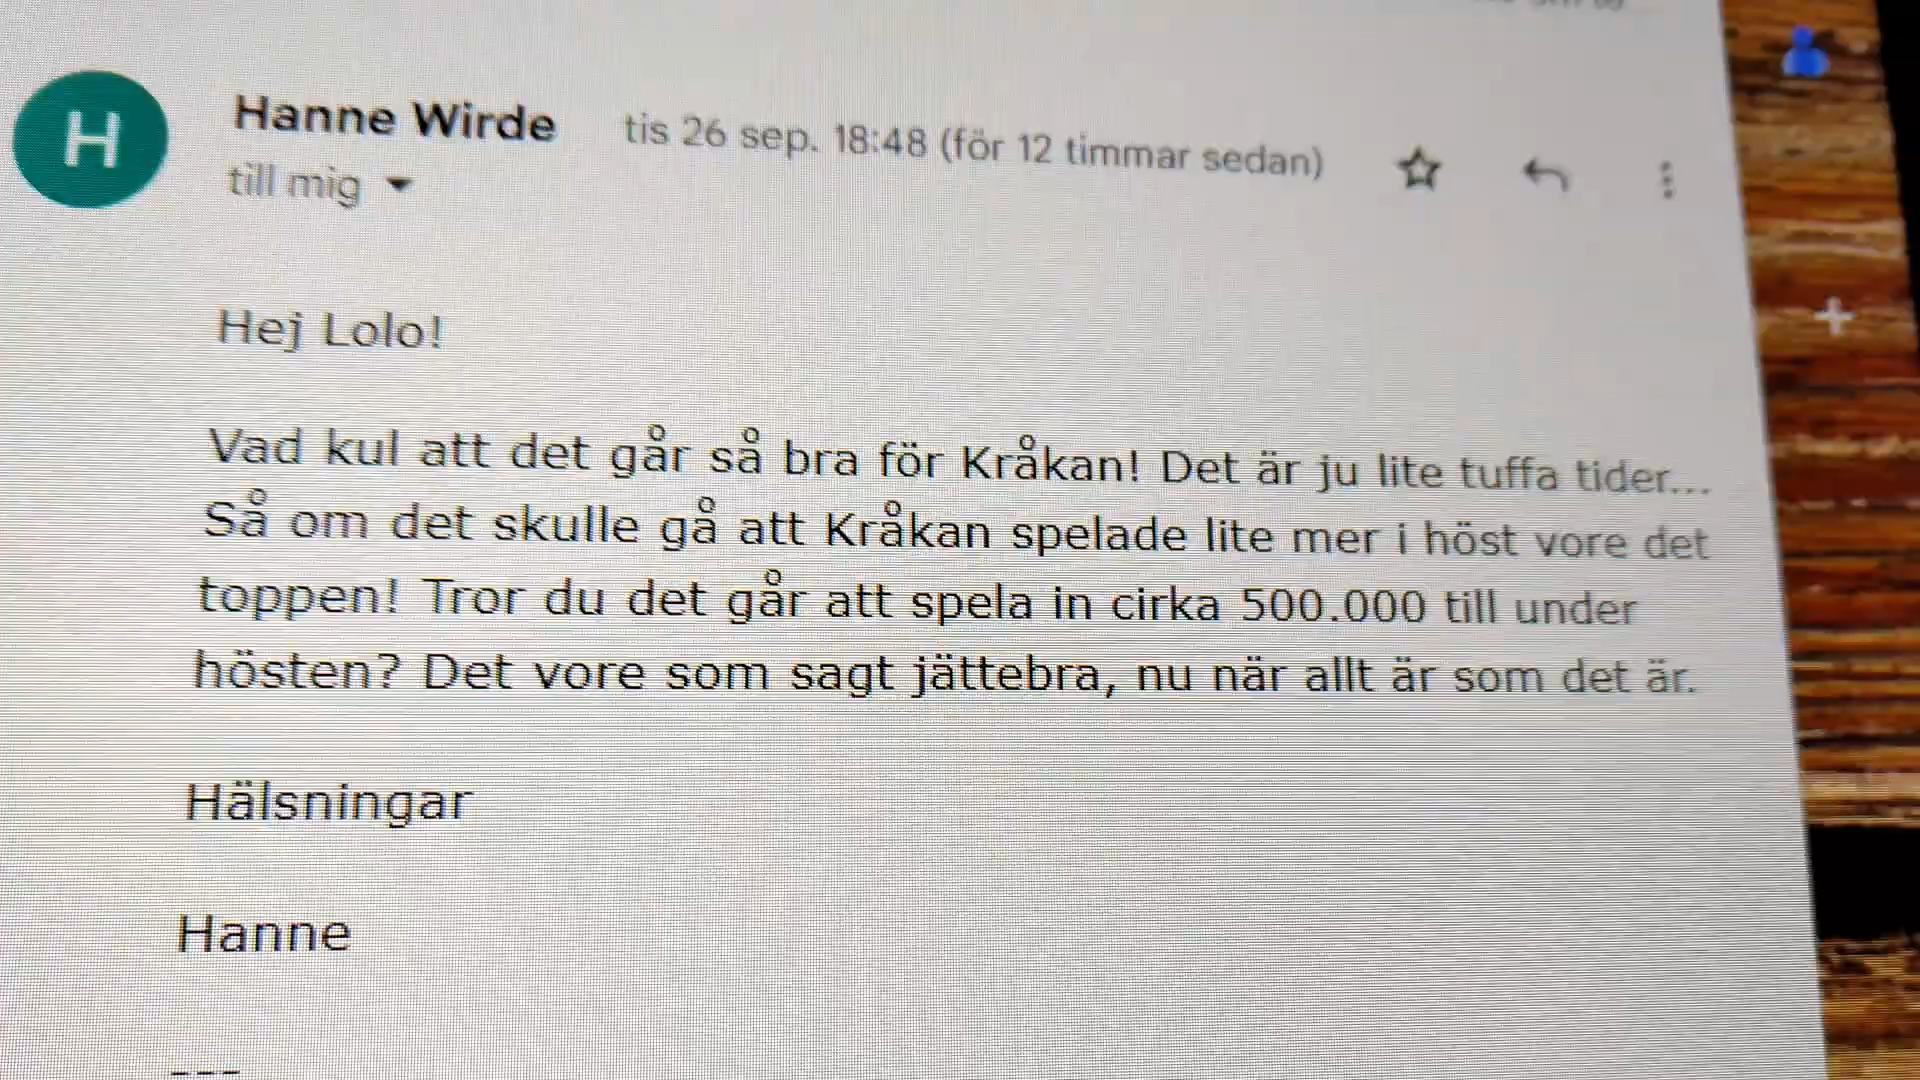 H
Hanne Wirde
tis 26 sep. 18:48 (för 12 timmar sedan)
till mig
Hej Lolo!
Vad kul att det går så bra för Kråkan! Det är ju lite tuffa tider...
Så om det skulle gå att Kråkan spelade lite mer i höst vore det
toppen! Tror du det går att spela in cirka 500.000 till under
hösten? Det vore som sagt jättebra, nu när allt är som det är.
Hälsningar
Hanne
---